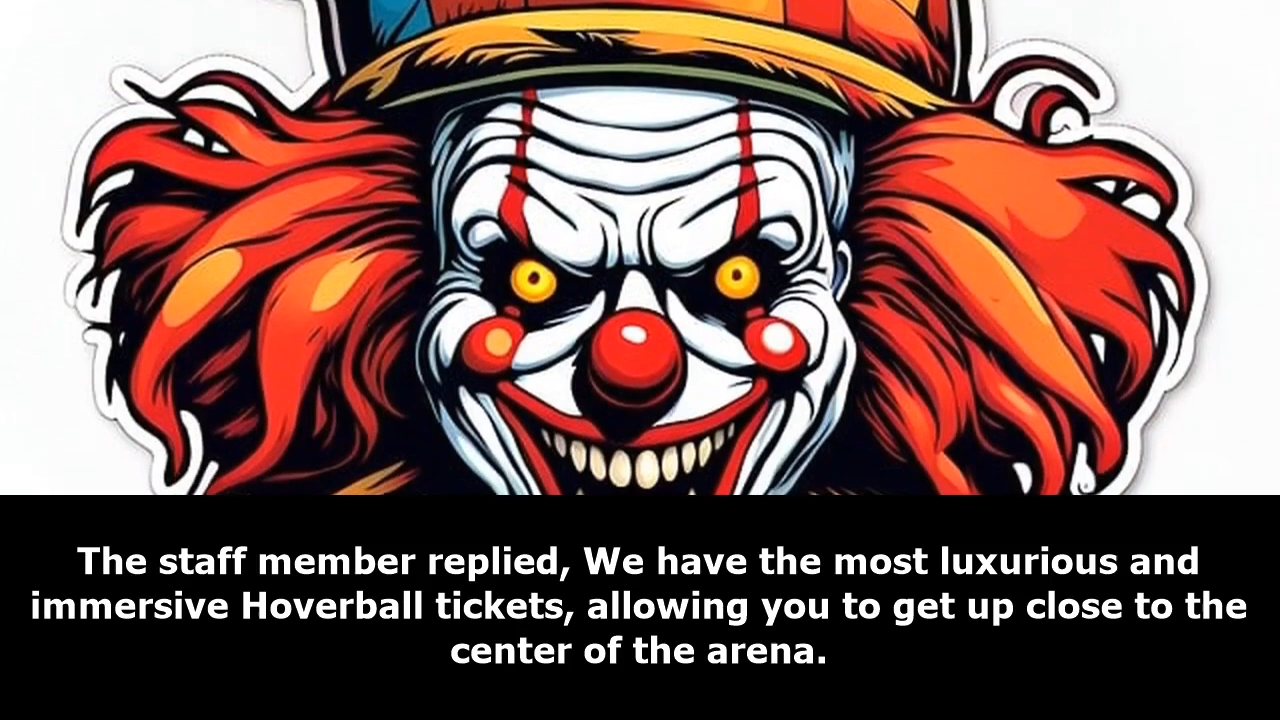 The staff member replied, We have the most luxurious and
immersive Hoverball tickets, allowing you to get up close to the
center of the arena.